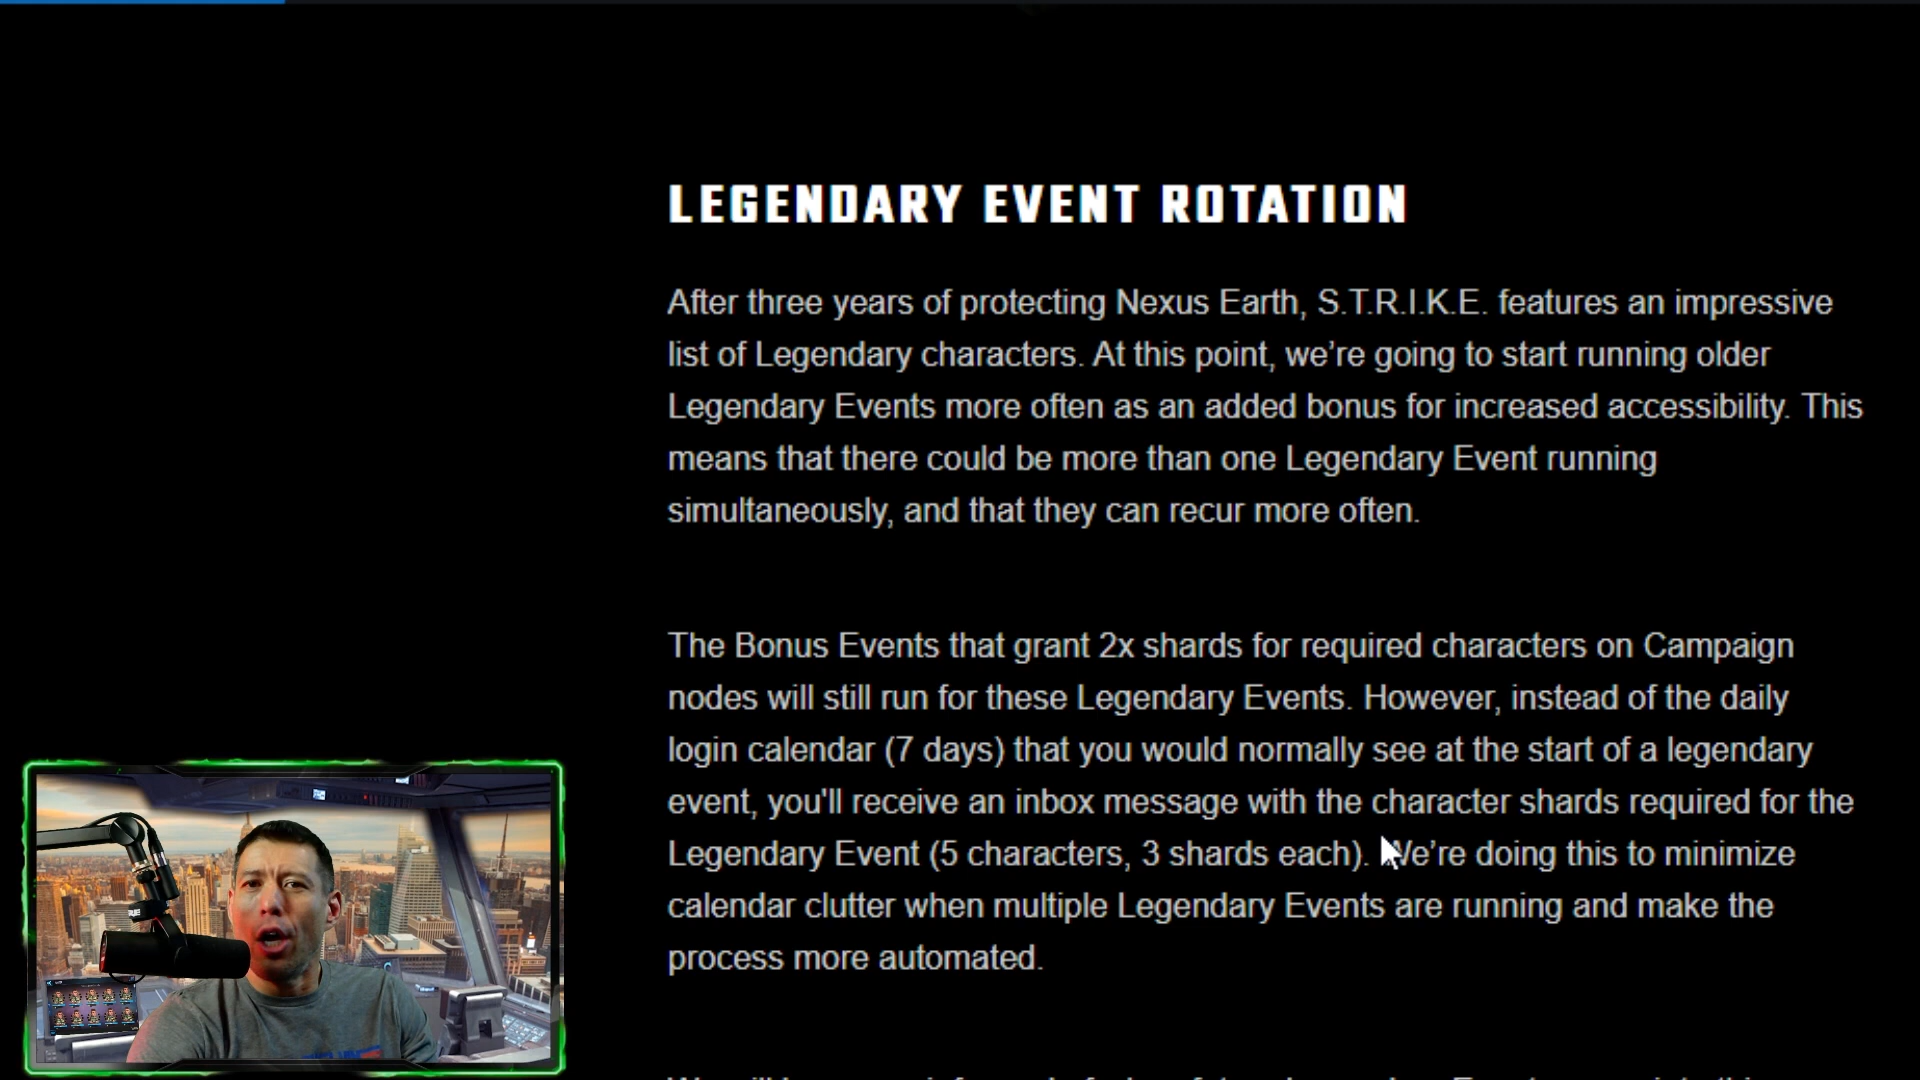 LEGENDARY EVENT ROTATION
After three years of protecting Nexus Earth, S.T.R.I.K.E. features an impressive
list of Legendary characters. At this point, we’re going to start running older
Legendary Events more often as an added bonus for increased accessibility. This
means that there could be more than one Legendary Event running
simultaneously, and that they can recur more often.
The Bonus Events that grant 2x shards for required characters on Campaign
nodes will still run for these Legendary Events. However, instead of the daily
login calendar (7 days) that you would normally see at the start of a legendary
event, you'll receive an inbox message with the character shards required for the
Legendary Event (5 characters, 3 shards each). We’re doing this to minimize
calendar clutter when multiple Legendary Events are running and make the
process more automated.